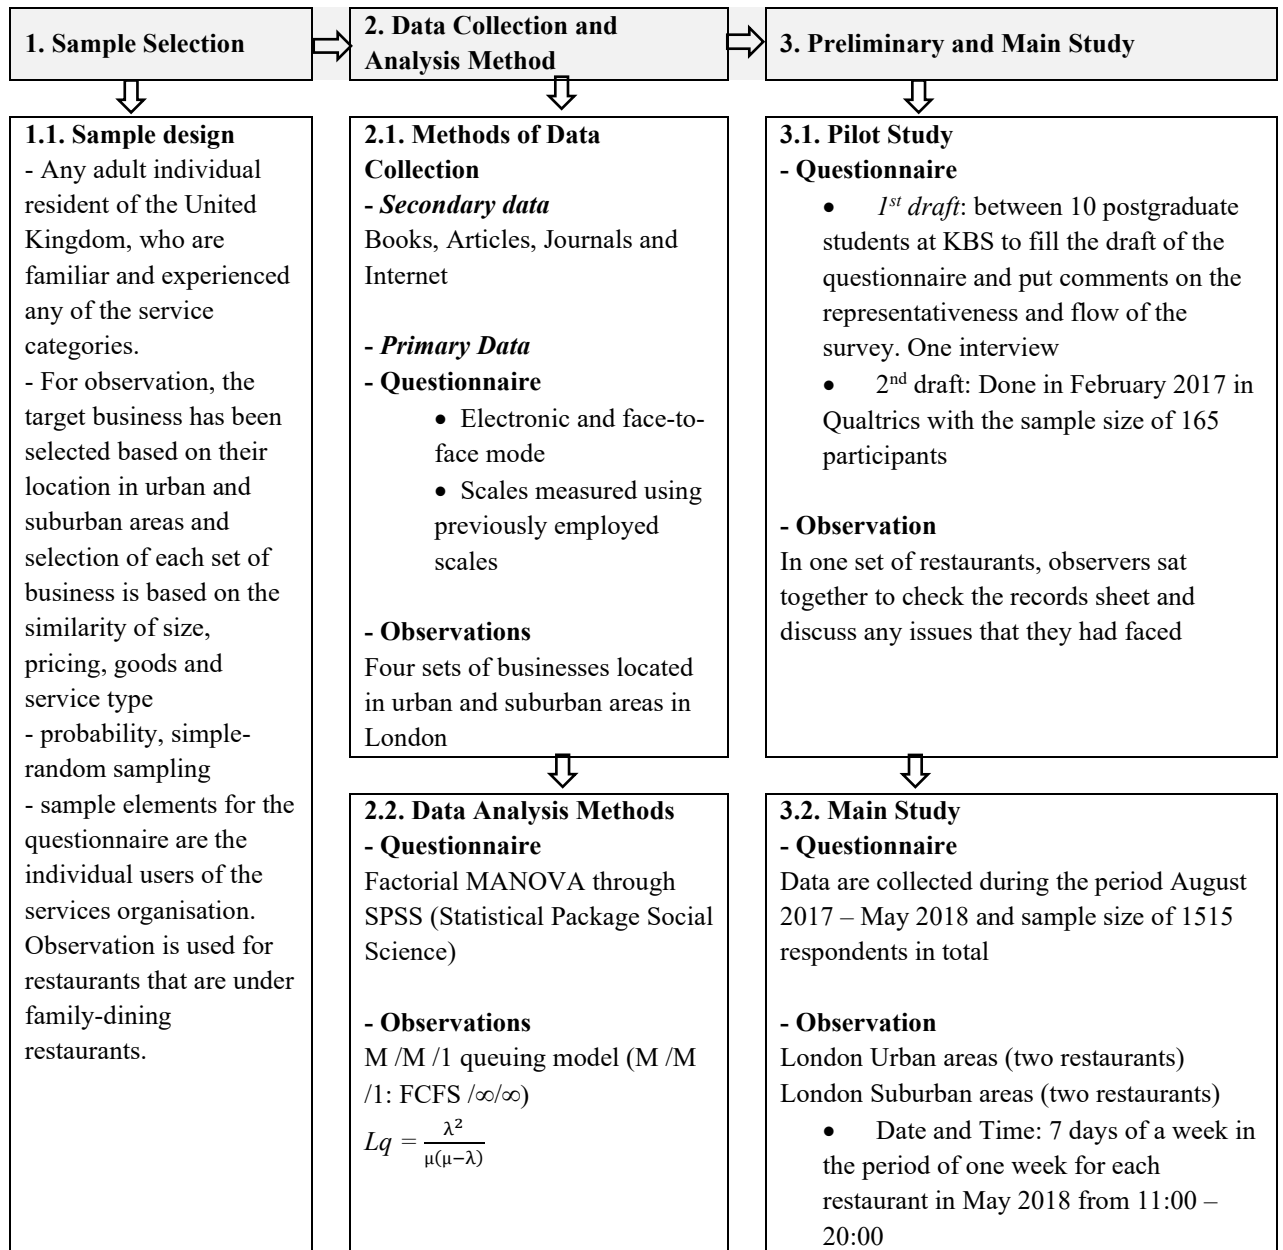 1. Sample Selection
2. Data Collection and
Analysis Method
3. Preliminary and Main Study
1.1. Sample design
- Any adult individual
resident of the United
Kingdom, who are
familiar and experienced
any of the service
categories.
- For observation, the
target business has been
selected based on their
location in urban and
suburban areas and
selection of each set of
business is based on the
similarity of size,
pricing, goods and
service type
- probability, simple-
random sampling
- sample elements for the
questionnaire are the
individual users of the
services organisation.
Observation is used for
restaurants that are under
family-dining
restaurants.
2.1. Methods of Data
Collection
- Secondary data
Books, Articles, Journals and
Internet
- Primary Data
- Questionnaire
• Electronic and face-to-
face mode
• Scales measured using
previously employed
scales
- Observations
Four sets of businesses located
in urban and suburban areas in
London
2.2. Data Analysis Methods
- Questionnaire
Factorial MANOVA through
SPSS (Statistical Package Social
Science)
- Observations
M /M /1 queuing model (M /M
/1: FCFS /∞/∞)
Lq = λ²/μ(μ−λ)
3.1. Pilot Study
- Questionnaire
• 1st draft: between 10 postgraduate
students at KBS to fill the draft of the
questionnaire and put comments on the
representativeness and flow of the
survey. One interview
• 2nd draft: Done in February 2017 in
Qualtrics with the sample size of 165
participants
- Observation
In one set of restaurants, observers sat
together to check the records sheet and
discuss any issues that they had faced
3.2. Main Study
- Questionnaire
Data are collected during the period August
2017 – May 2018 and sample size of 1515
respondents in total
- Observation
London Urban areas (two restaurants)
London Suburban areas (two restaurants)
• Date and Time: 7 days of a week in
the period of one week for each
restaurant in May 2018 from 11:00 –
20:00